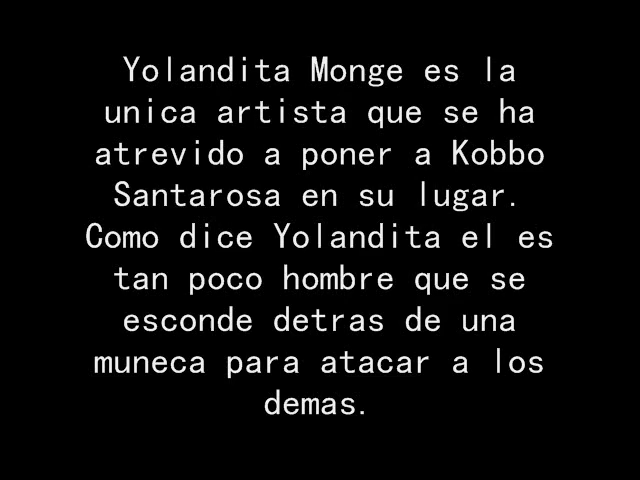 Yolandita Monge es la
unica artista que se ha
atrevido a poner a Kobbo
Santarosa en su lugar.
Como dice Yolandita el es
tan poco hombre que se
esconde detras de una
muneca para atacar a los
demas.